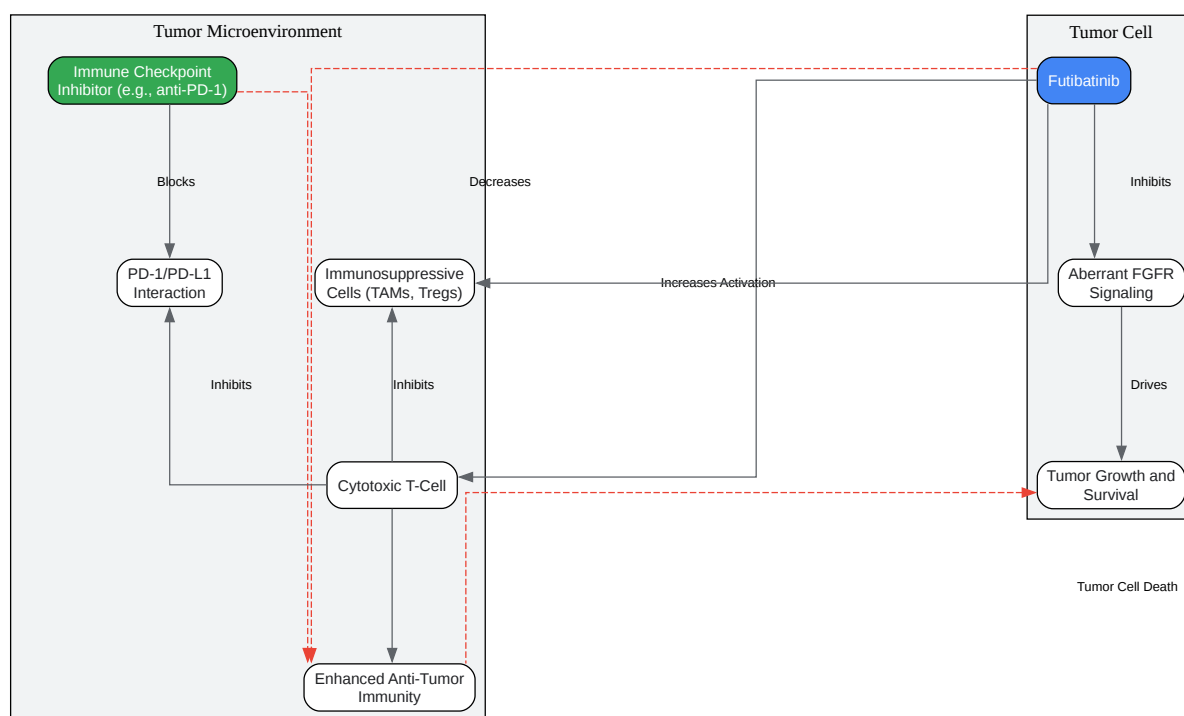 Tumor Microenvironment
Tumor Cell
Immune Checkpoint
Inhibitor (e.g., anti-PD-1)
Futibatinib
Blocks
Decreases
Inhibits
PD-1/PD-L1
Interaction
Immunosuppressive
Cells (TAMs, Tregs)
Increases Activation
Aberrant FGFR
Signaling
Inhibits
Inhibits
Drives
Cytotoxic T-Cell
Tumor Growth and
Survival
Tumor Cell Death
Enhanced Anti-Tumor
Immunity